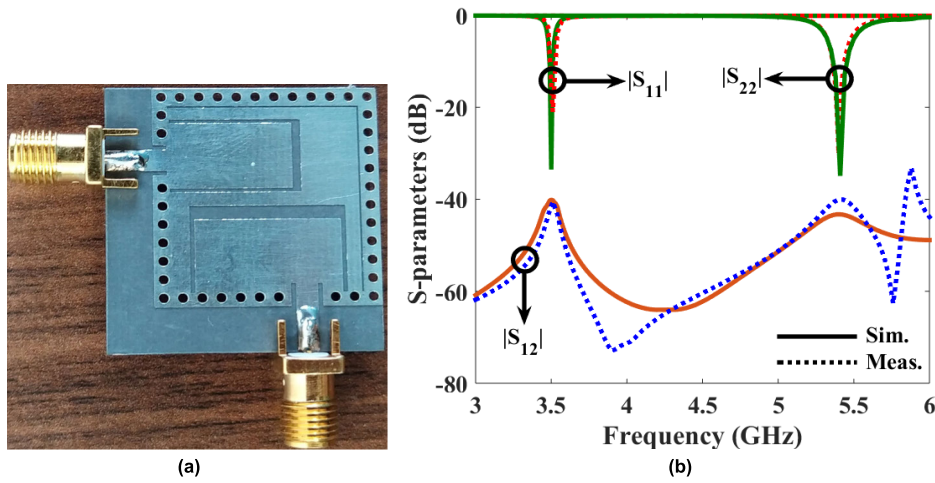 0
-20
-40
-60
-80
S-parameters (dB)
|S11|
|S22|
|S12|
Sim.
Meas.
3
3.5
4
4.5
5
5.5
6
Frequency (GHz)
(a)
(b)